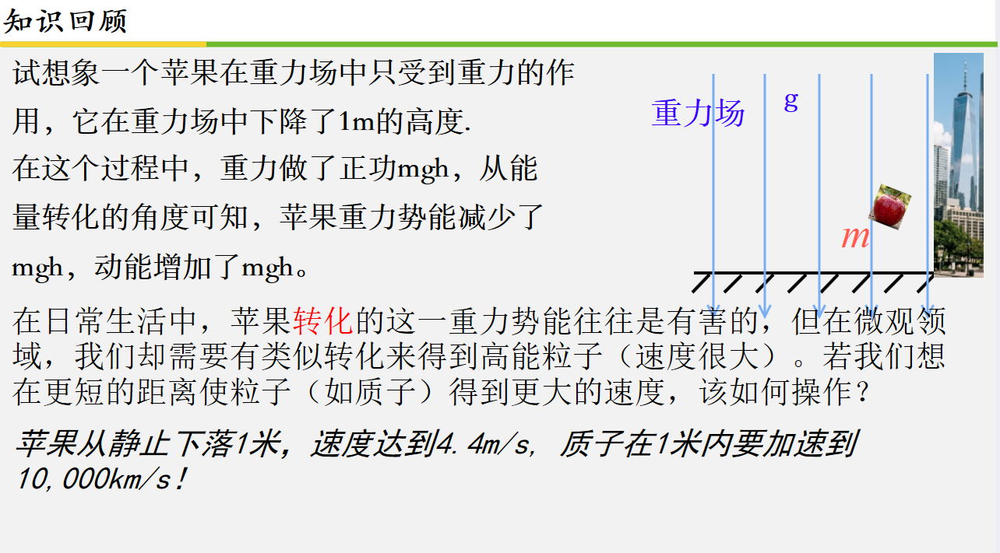 知识回顾
试想象一个苹果在重力场中只受到重力的作
用，它在重力场中下降了1m的高度.
在这个过程中，重力做了正功mgh，从能
量转化的角度可知，苹果重力势能减少了
mgh，动能增加了mgh。
重力场
g
m
在日常生活中，苹果转化的这一重力势能往往是有害的，但在微观领
域，我们却需要有类似转化来得到高能粒子（速度很大）。若我们想
在更短的距离使粒子（如质子）得到更大的速度，该如何操作？
苹果从静止下落1米，速度达到4.4m/s, 质子在1米内要加速到
10,000km/s！